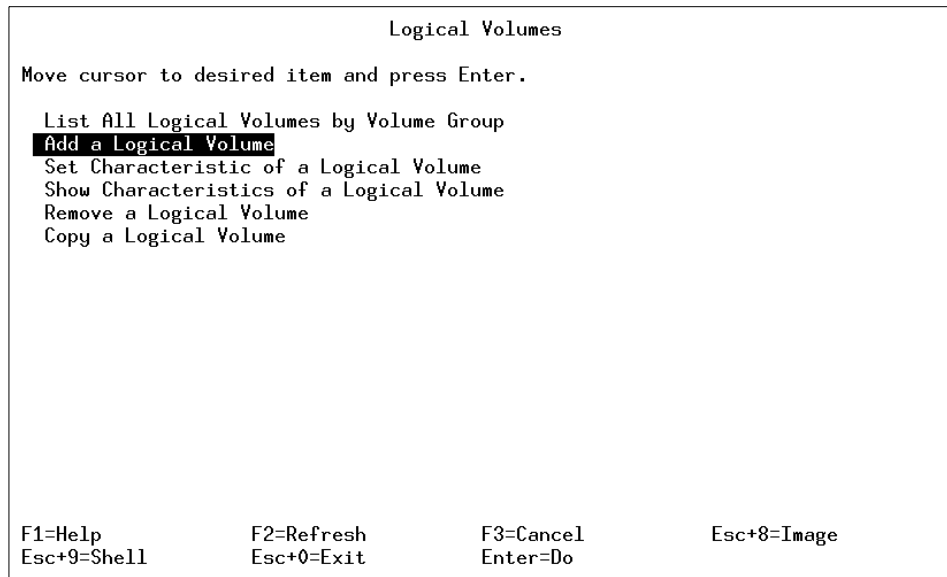 Logical Volumes
Move cursor to desired item and press Enter.
List All Logical Volumes by Volume Group
Add a Logical Volume
Set Characteristic of a Logical Volume
Show Characteristics of a Logical Volume
Remove a Logical Volume
Copy a Logical Volume
F1=Help F2=Refresh F3=Cancel Esc+8=Image
Esc+9=Shell Esc+0=Exit Enter=Do